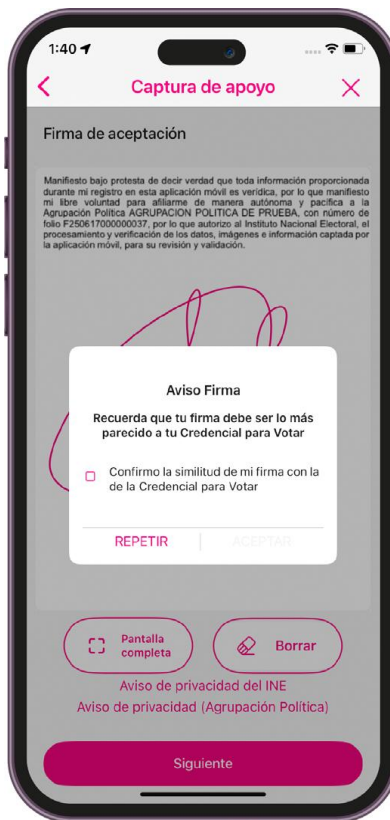 1:40
Captura de apoyo
Firma de aceptación
Manifiesto bajo protesta de decir verdad que toda información proporcionada
durante mi registro en esta aplicación móvil es verídica, por lo que manifiesto
mi libre voluntad para afiliarme de manera autónoma y pacífica a la
Agrupación Política AGRUPACION POLITICA DE PRUEBA, con número de
folio F250617000000037, por lo que autorizo al Instituto Nacional Electoral, el
procesamiento y verificación de los datos, imágenes e información captada por
la aplicación móvil, para su revisión y validación.
Aviso Firma
Recuerda que tu firma debe ser lo más
parecido a tu Credencial para Votar
Confirmo la similitud de mi firma con la
de la Credencial para Votar
REPETIR ACEPTAR
Pantalla
completa
Borrar
Aviso de privacidad del INE
Aviso de privacidad (Agrupación Política)
Siguiente